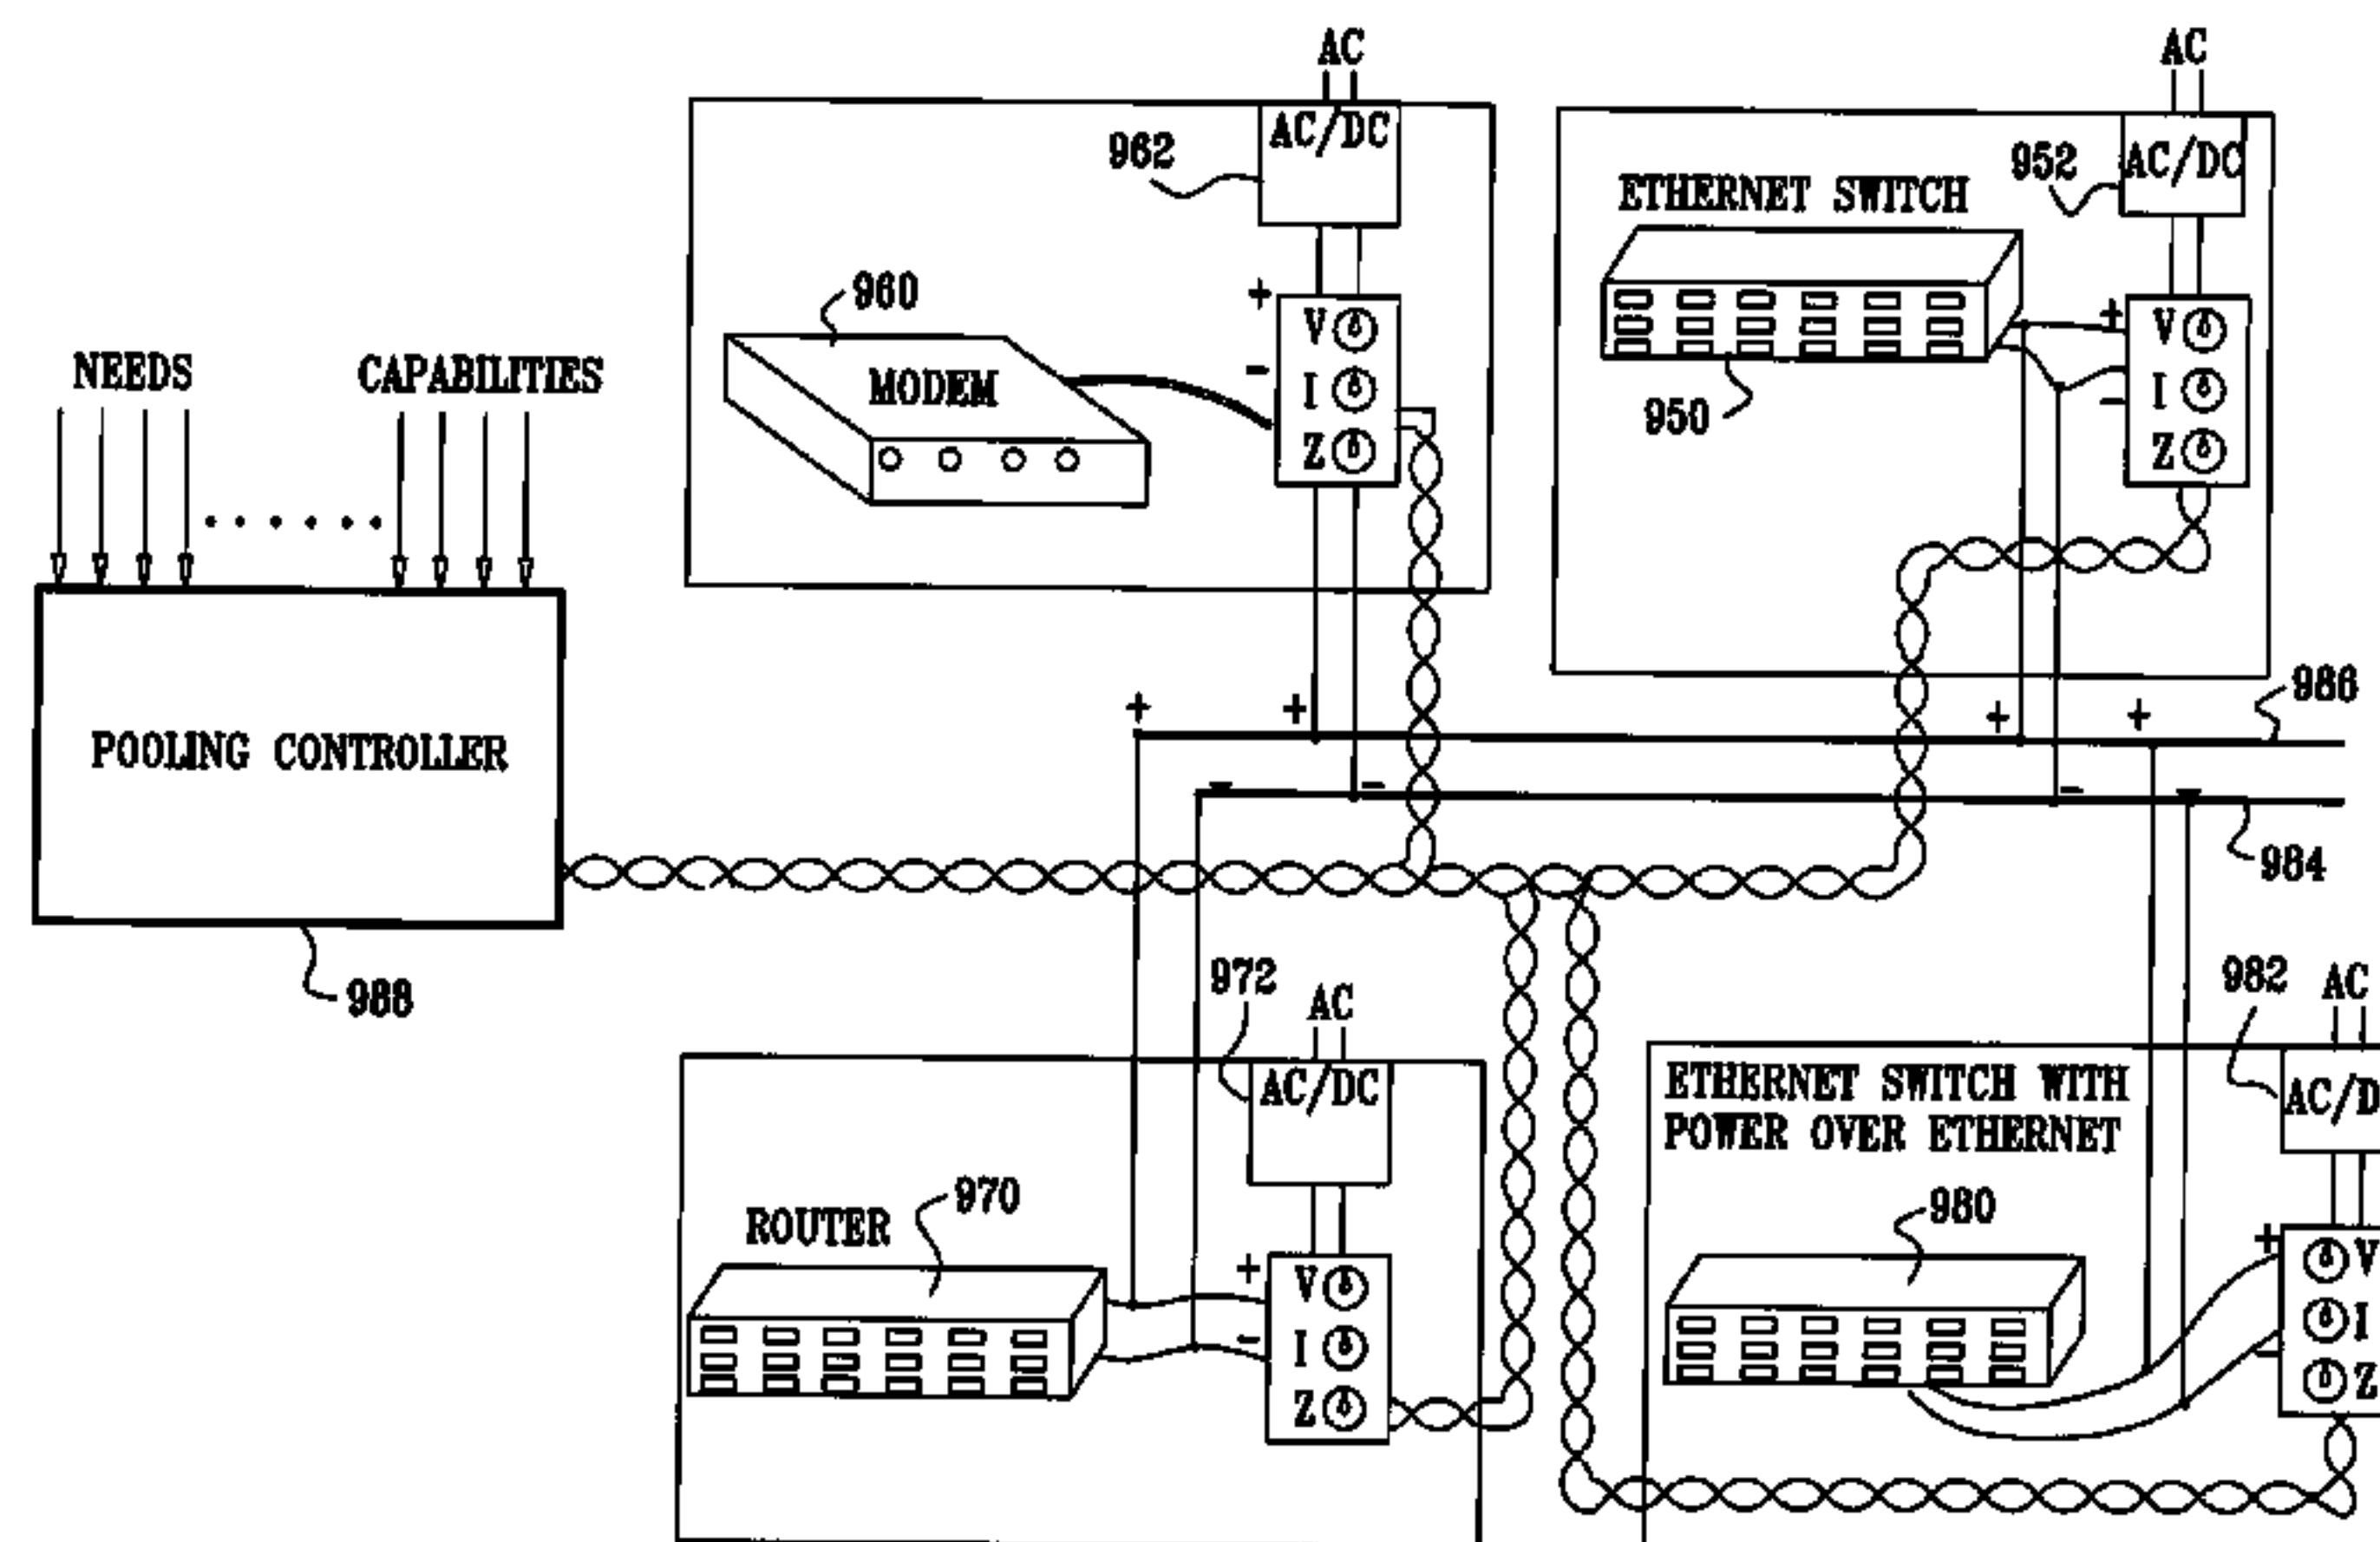 AC
AC/DC
962
960
MODEM
+
-
V
I
Z
AC
AC/DC
952
ETHERNET SWITCH
950
+
-
V
I
Z
NEEDS
CAPABILITIES
POOLING CONTROLLER
988
+
+
+
+
986
-
-
-
-
984
972
AC
AC/DC
ROUTER
970
+
-
V
I
Z
982
AC
AC/D
ETHERNET SWITCH WITH
POWER OVER ETHERNET
980
+
-
V
I
Z